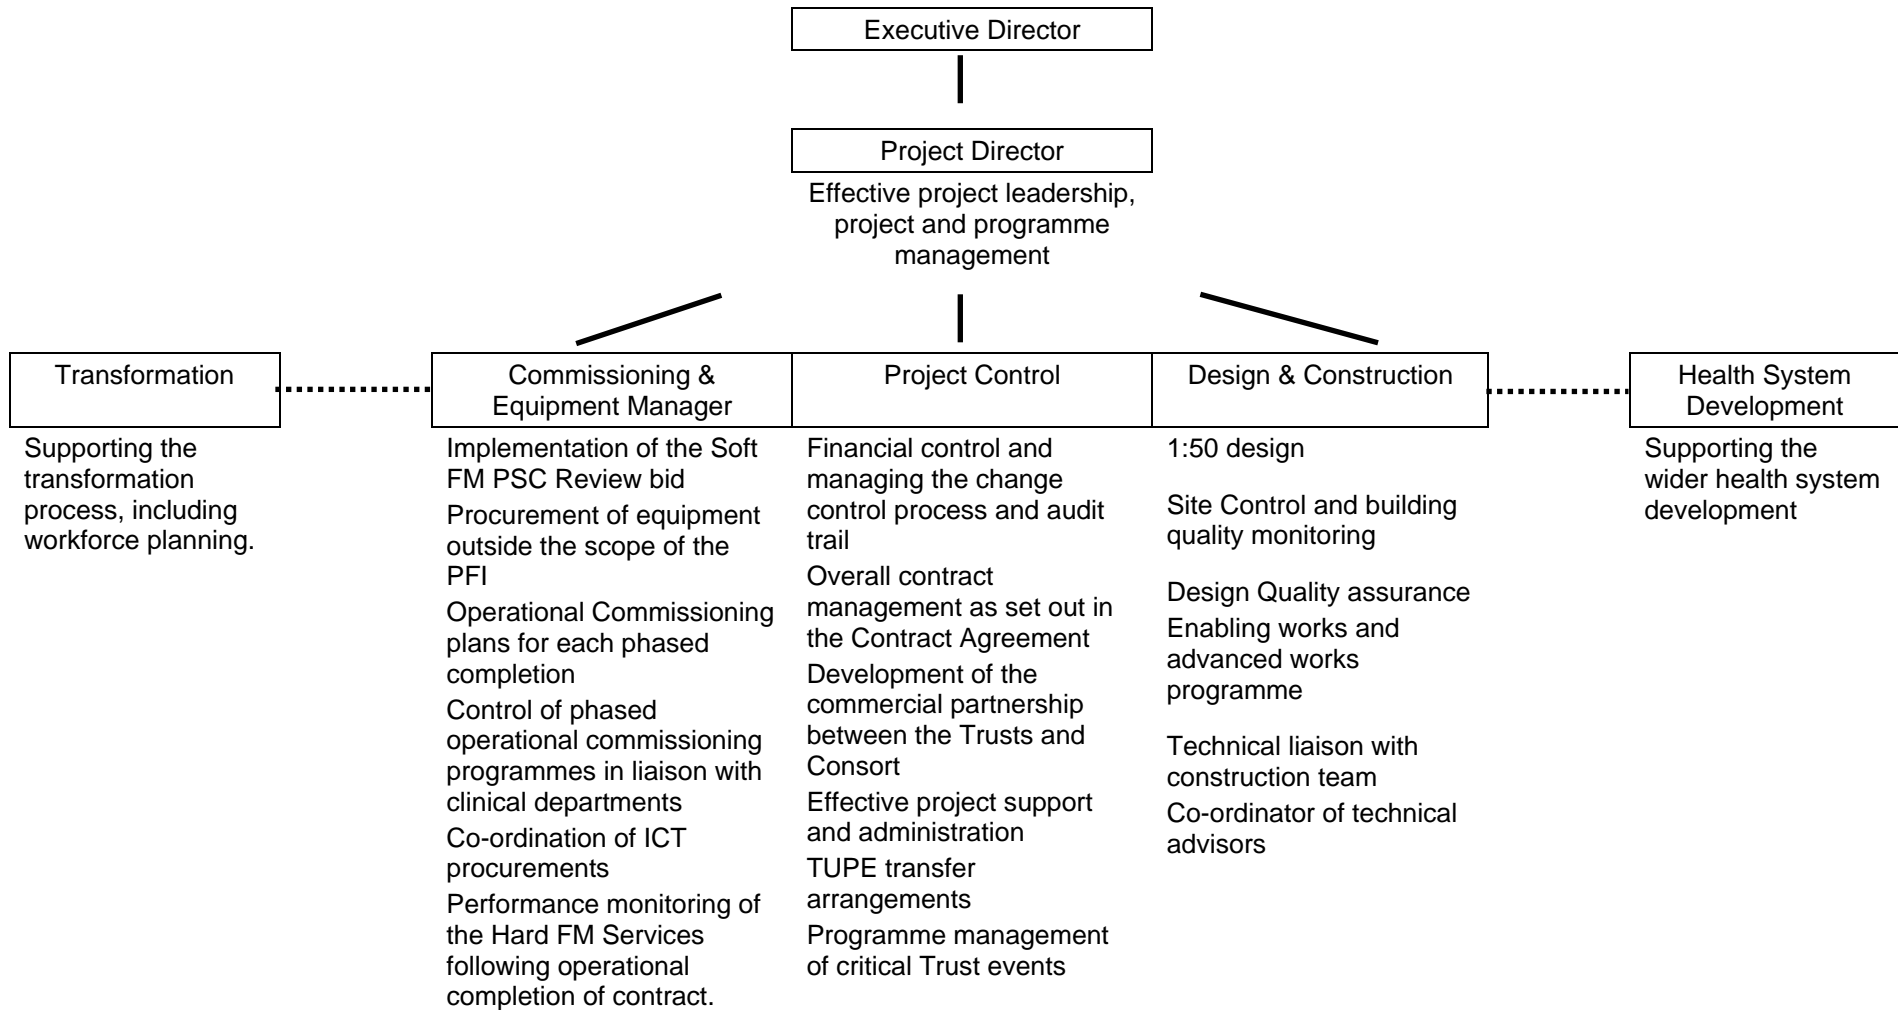 Executive Director
Project Director
Effective project leadership,
project and programme
management
Transformation
Supporting the
transformation
process, including
workforce planning.
Commissioning &
Equipment Manager
Implementation of the Soft
FM PSC Review bid
Procurement of equipment
outside the scope of the
PFI
Operational Commissioning
plans for each phased
completion
Control of phased
operational commissioning
programmes in liaison with
clinical departments
Co-ordination of ICT
procurements
Performance monitoring of
the Hard FM Services
following operational
completion of contract.
Project Control
Financial control and
managing the change
control process and audit
trail
Overall contract
management as set out in
the Contract Agreement
Development of the
commercial partnership
between the Trusts and
Consort
Effective project support
and administration
TUPE transfer
arrangements
Programme management
of critical Trust events
Design & Construction
1:50 design
Site Control and building
quality monitoring
Design Quality assurance
Enabling works and
advanced works
programme
Technical liaison with
construction team
Co-ordinator of technical
advisors
Health System
Development
Supporting the
wider health system
development